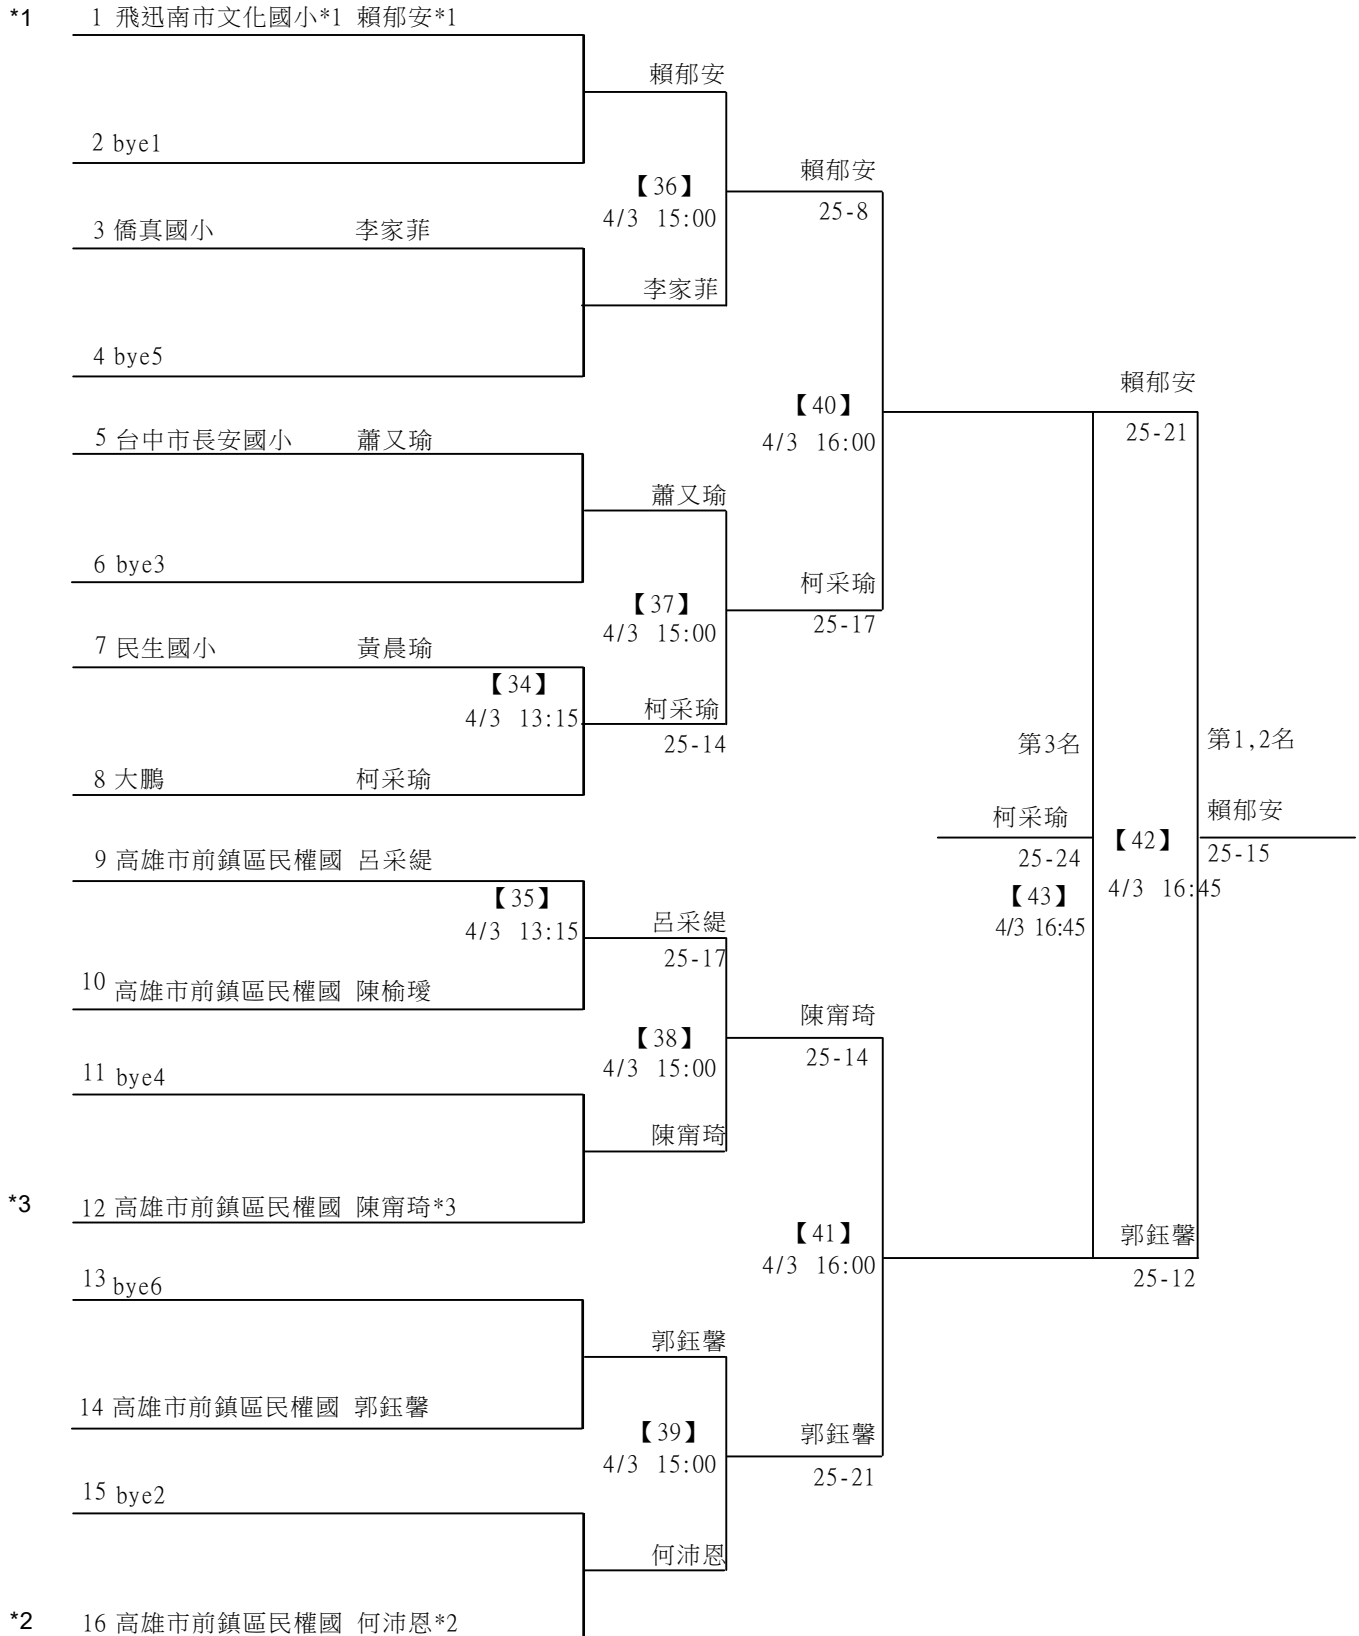 *1 1 飛迅南市文化國小*1 賴郁安*1
賴郁安
2 bye1
賴郁安
【36】
25-8
4/3 15:00
3 僑真國小 李家菲
李家菲
4 bye5
賴郁安
【40】
25-21
5 台中市長安國小 蕭又瑜
4/3 16:00
蕭又瑜
6 bye3
柯采瑜
【37】
25-17
4/3 15:00
7 民生國小 黃晨瑜
【34】
4/3 13:15
柯采瑜
25-14
第3名
第1,2名
8 大鵬 柯采瑜
柯采瑜
賴郁安
【42】
25-15
9 高雄市前鎮區民權國 呂采緹
25-24
4/3 16:45
【35】
【43】
4/3 16:45
4/3 13:15
呂采緹
25-17
10 高雄市前鎮區民權國 陳榆璦
陳甯琦
【38】
25-14
4/3 15:00
11 bye4
陳甯琦
*3 12 高雄市前鎮區民權國 陳甯琦*3
【41】
4/3 16:00
郭鈺馨
25-12
13 bye6
郭鈺馨
14 高雄市前鎮區民權國 郭鈺馨
【39】
4/3 15:00
郭鈺馨
25-21
15 bye2
何沛恩
*2 16 高雄市前鎮區民權國 何沛恩*2